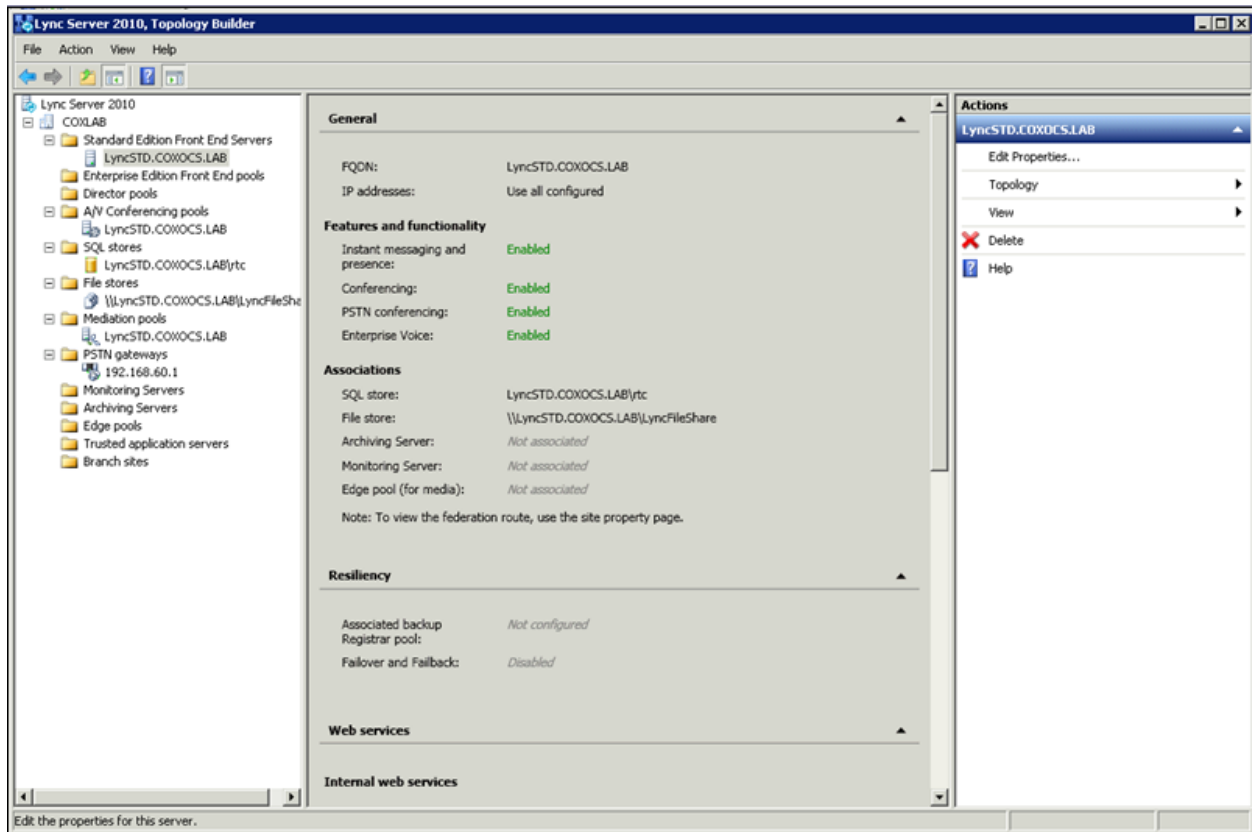 Lync Server 2010, Topology Builder
File Action View Help
Lync Server 2010
COXLAB
Standard Edition Front End Servers
LyncSTD.COXOCS.LAB
Enterprise Edition Front End pools
Director pools
A/V Conferencing pools
LyncSTD.COXOCS.LAB
SQL stores
LyncSTD.COXOCS.LAB\rtc
File stores
\\LyncSTD.COXOCS.LAB\LyncFileSha
Mediation pools
LyncSTD.COXOCS.LAB
PSTN gateways
192.168.60.1
Monitoring Servers
Archiving Servers
Edge pools
Trusted application servers
Branch sites
General
FQDN: LyncSTD.COXOCS.LAB
IP addresses: Use all configured
Features and functionality
Instant messaging and Enabled
presence:
Conferencing: Enabled
PSTN conferencing: Enabled
Enterprise Voice: Enabled
Associations
SQL store: LyncSTD.COXOCS.LAB\rtc
File store: \\LyncSTD.COXOCS.LAB\LyncFileShare
Archiving Server: Not associated
Monitoring Server: Not associated
Edge pool (for media): Not associated
Note: To view the federation route, use the site property page.
Resiliency
Associated backup Not configured
Registrar pool:
Failover and Failback: Disabled
Web services
Internal web services
Actions
LyncSTD.COXOCS.LAB
Edit Properties...
Topology
View
Delete
Help
Edit the properties for this server.